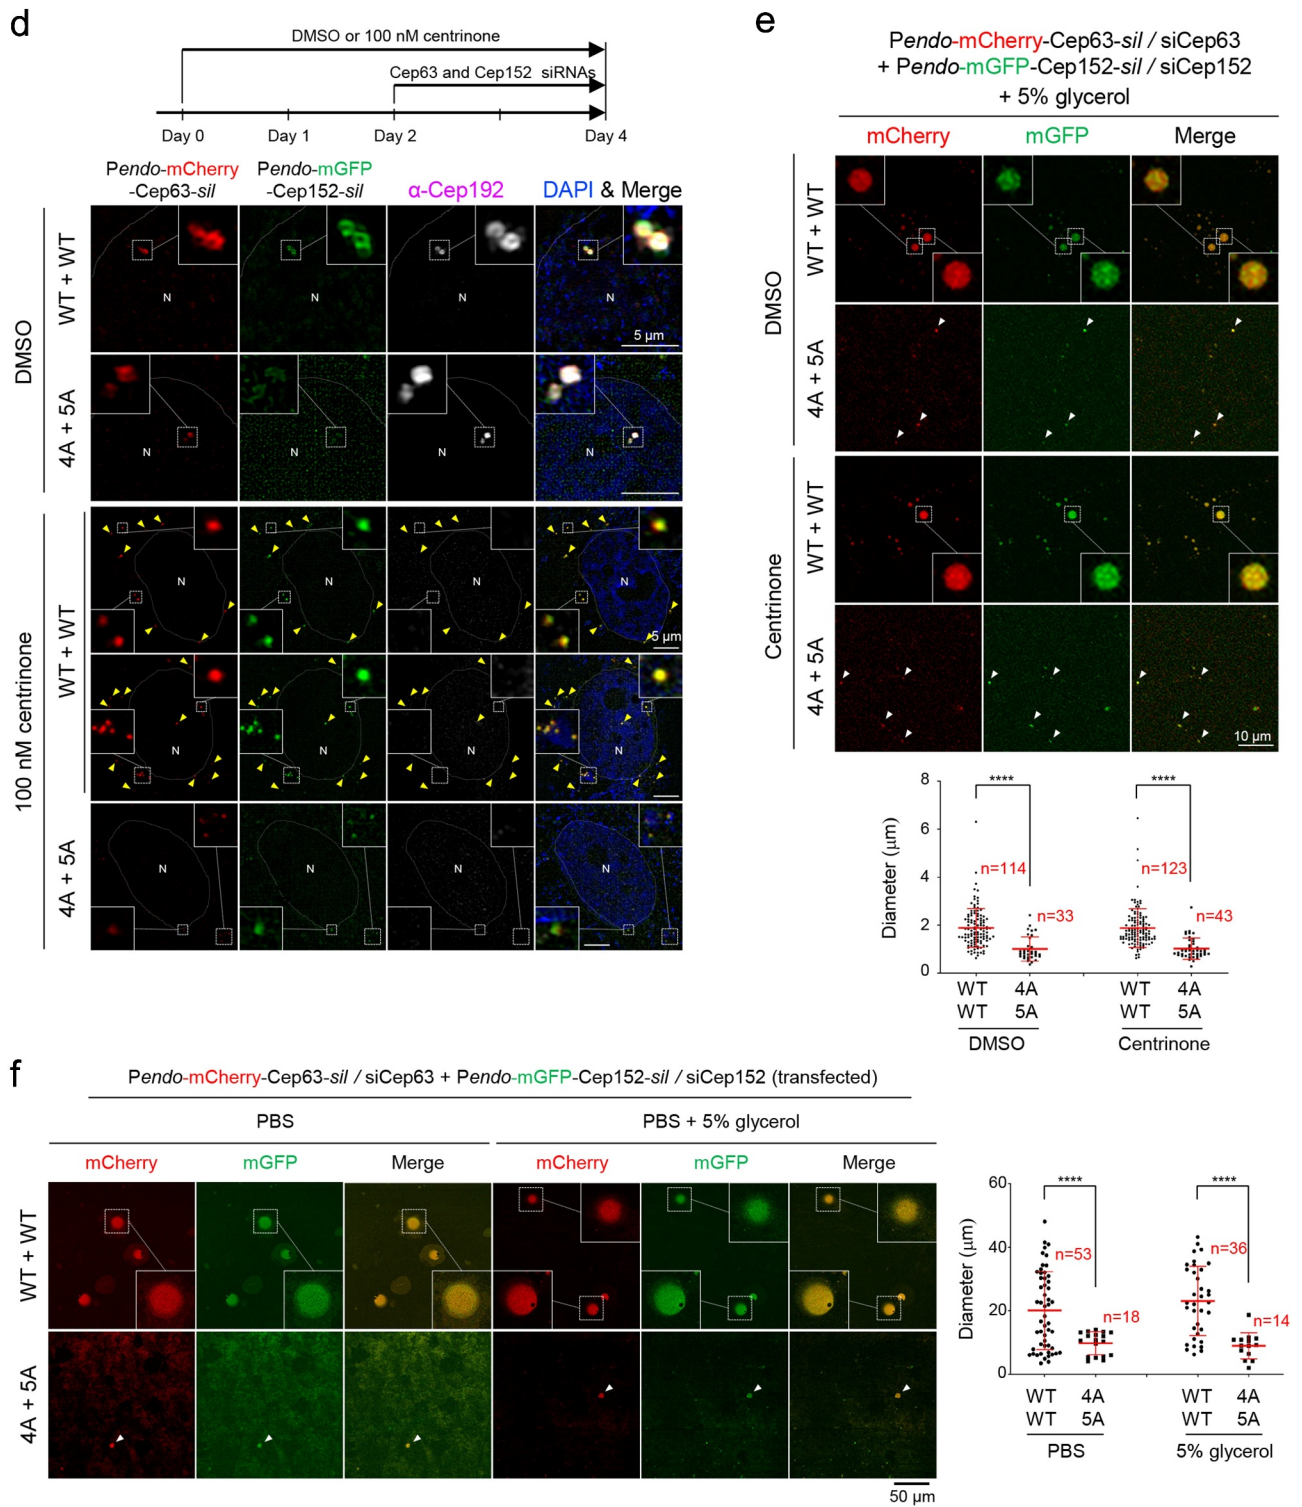 d
DMSO or 100 nM centrinone
Cep63 and Cep152 siRNAs
Day 0 Day 1 Day 2 Day 4
Pendo-mCherry
-Cep63-sil
Pendo-mGFP
-Cep152-sil
α-Cep192
DAPI & Merge
DMSO
WT + WT
N N N
5 µm
4A + 5A
N N N
100 nM centrinone
WT + WT
N N N N
5 µm
N N N N
4A + 5A
N N N N
e
Pendo-mCherry-Cep63-sil / siCep63
+ Pendo-mGFP-Cep152-sil / siCep152
+ 5% glycerol
mCherry mGFP Merge
DMSO
WT + WT
4A + 5A
Centrinone
WT + WT
4A + 5A
10 µm
Diameter (µm)
8
6
4
2
0
**** ****
n=114 n=33 n=123 n=43
WT 4A WT 4A
WT 5A WT 5A
DMSO Centrinone
f
Pendo-mCherry-Cep63-sil / siCep63 + Pendo-mGFP-Cep152-sil / siCep152 (transfected)
PBS PBS + 5% glycerol
mCherry mGFP Merge mCherry mGFP Merge
WT + WT
4A + 5A
50 µm
Diameter (µm)
60
40
20
0
**** ****
n=53 n=18 n=36 n=14
WT 4A WT 4A
WT 5A WT 5A
PBS 5% glycerol